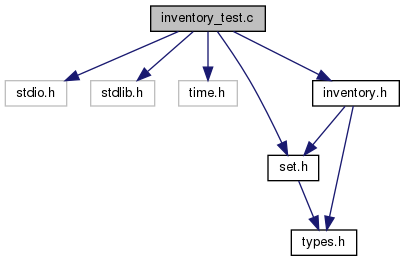 inventory_test.c
stdio.h
stdlib.h
time.h
inventory.h
set.h
types.h